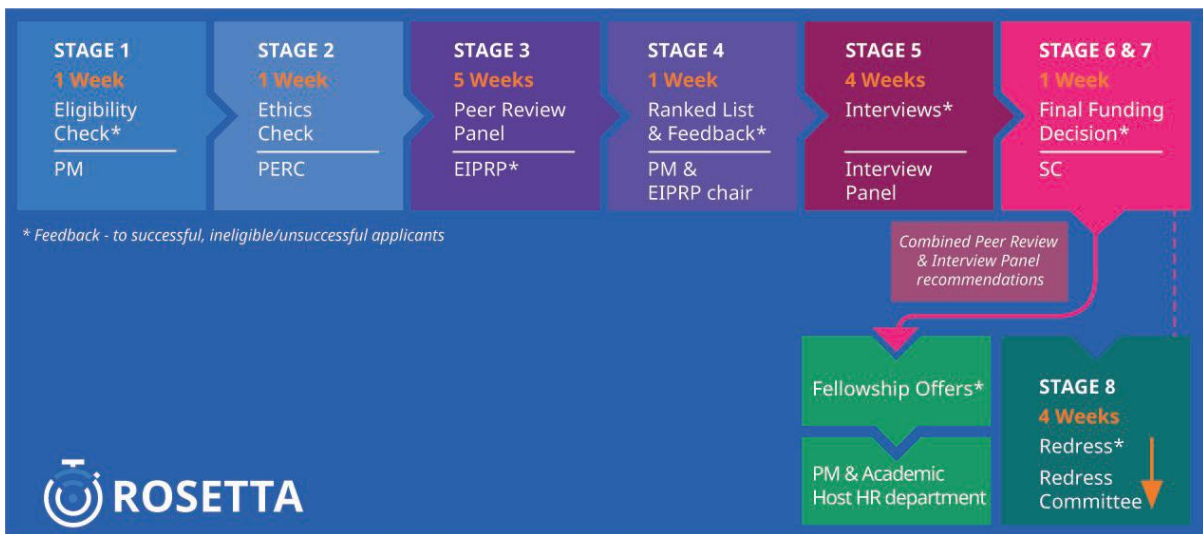 STAGE 1
1 Week
Eligibility
Check*
PM
STAGE 2
1 Week
Ethics
Check
PERC
STAGE 3
5 Weeks
Peer Review
Panel
EIPRP*
STAGE 4
1 Week
Ranked List
& Feedback*
PM &
EIPRP chair
STAGE 5
4 Weeks
Interviews*
Interview
Panel
STAGE 6 & 7
1 Week
Final Funding
Decision*
SC
* Feedback - to successful, ineligible/unsuccessful applicants
Combined Peer Review
& Interview Panel
recommendations
Fellowship Offers*
PM & Academic
Host HR department
STAGE 8
4 Weeks
Redress*
Redress
Committee
ROSETTA